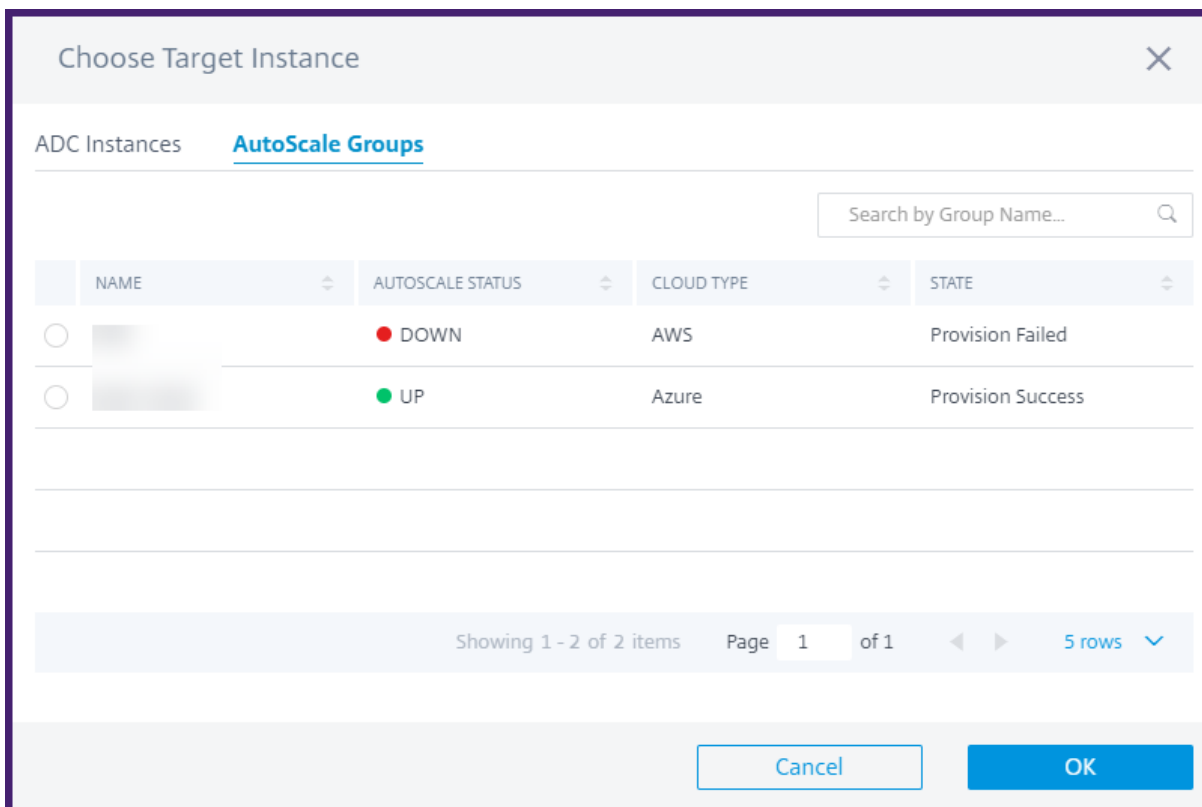 Choose Target Instance
ADC Instances AutoScale Groups
Search by Group Name...
NAME AUTOSCALE STATUS CLOUD TYPE STATE
DOWN AWS Provision Failed
UP Azure Provision Success
Showing 1 - 2 of 2 items Page 1 of 1 5 rows
Cancel OK